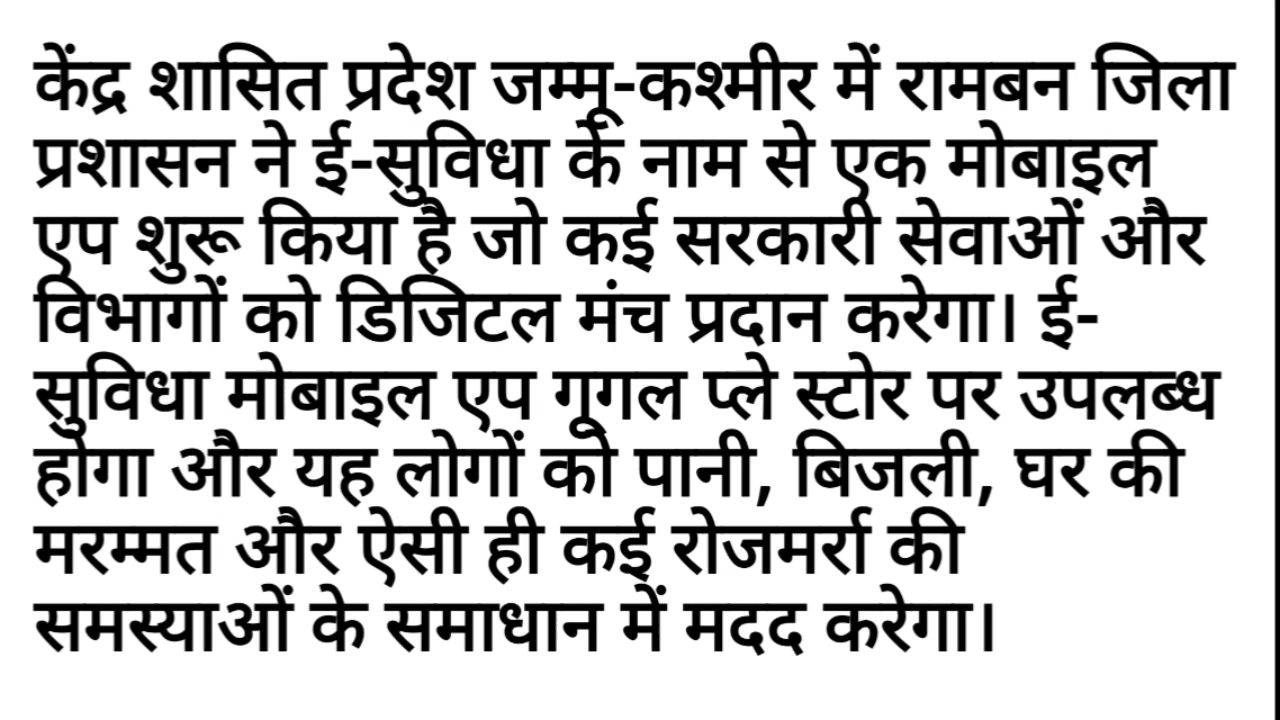 केंद्र शासित प्रदेश जम्मू-कश्मीर में रामबन जिला
प्रशासन ने ई-सुविधा के नाम से एक मोबाइल
एप शुरू किया है जो कई सरकारी सेवाओं और
विभागों को डिजिटल मंच प्रदान करेगा। ई-
सुविधा मोबाइल एप गूगल प्ले स्टोर पर उपलब्ध
होगा और यह लोगों को पानी, बिजली, घर की
मरम्मत और ऐसी ही कई रोजमर्रा की
समस्याओं के समाधान में मदद करेगा।